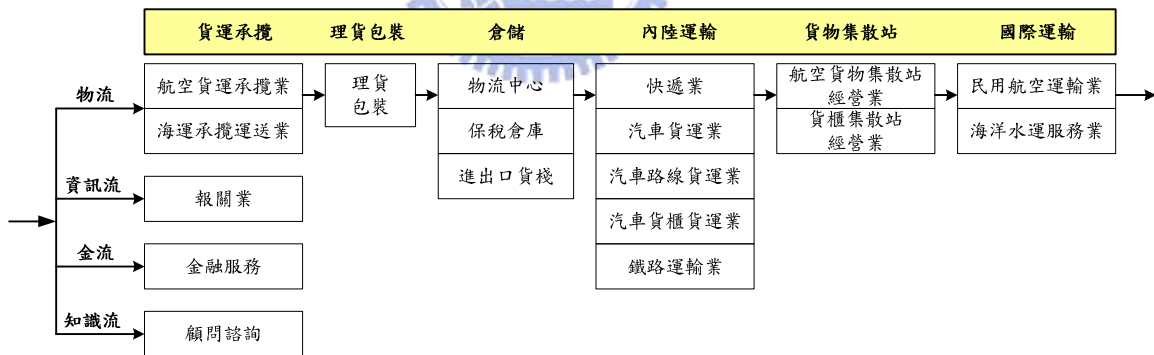 貨運承攬 理貨包裝 倉儲 內陸運輸 貨物集散站 國際運輸
物流
航空貨運承攬業
海運承攬運送業
理貨
包裝
物流中心
保稅倉庫
進出口貨棧
快遞業
汽車貨運業
汽車路線貨運業
汽車貨櫃貨運業
鐵路運輸業
航空貨物集散站
經營業
貨櫃集散站
經營業
民用航空運輸業
海洋水運服務業
資訊流
報關業
金流
金融服務
知識流
顧問諮詢